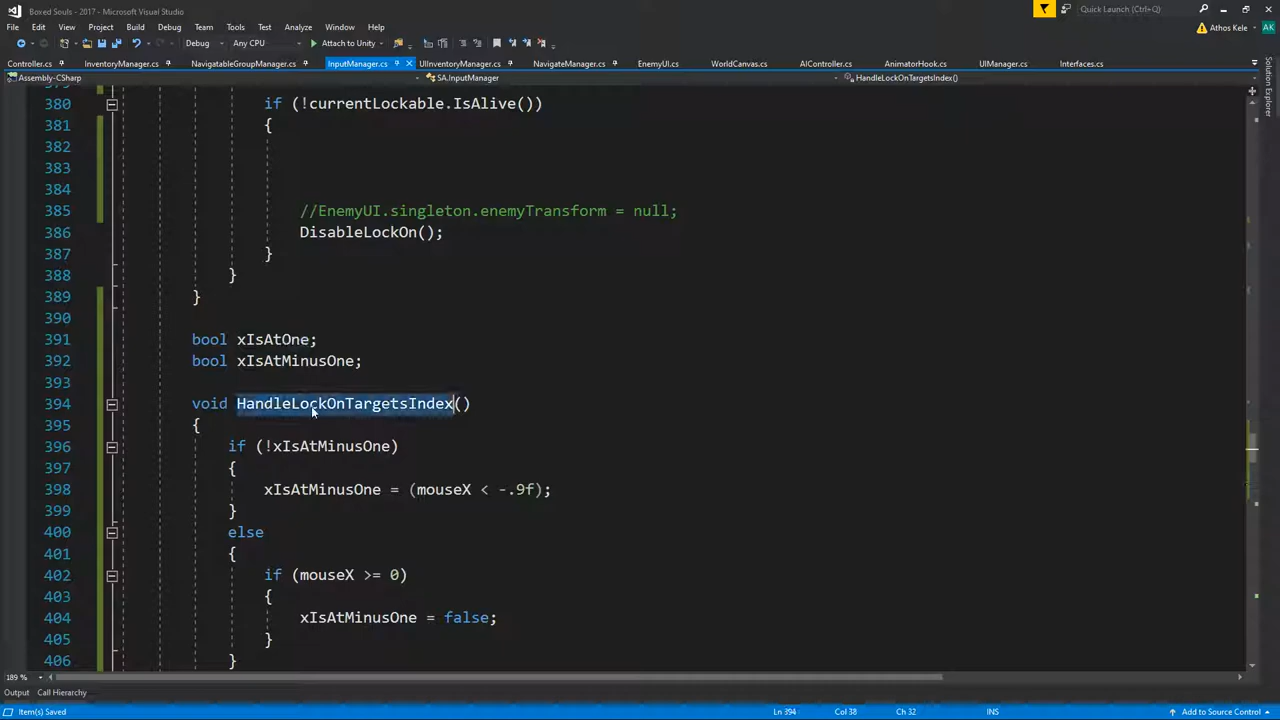 Boxed Souls - 2017 - Microsoft Visual Studio
Quick Launch (Ctrl+Q)
File Edit View Project Build Debug Team Tools Test Analyze Window Help
Athos Kele AK
Debug Any CPU Attach to Unity
Controller.cs InventoryManager.cs NavigatableGroupManager.cs InputManager.cs UIInventoryManager.cs NavigateManager.cs EnemyUI.cs WorldCanvas.cs AIController.cs AnimatorHook.cs UIManager.cs Interfaces.cs
Solution Explorer
Assembly-CSharp SA.InputManager HandleLockOnTargetsIndex()
380 if (!currentLockable.IsAlive())
381 {
382
383
384
385 //EnemyUI.singleton.enemyTransform = null;
386 DisableLockOn();
387 }
388 }
389 }
390
391 bool xIsAtOne;
392 bool xIsAtMinusOne;
393
394 void HandleLockOnTargetsIndex()
395 {
396 if (!xIsAtMinusOne)
397 {
398 xIsAtMinusOne = (mouseX < -.9f);
399 }
400 else
401 {
402 if (mouseX >= 0)
403 {
404 xIsAtMinusOne = false;
405 }
406 }
189 %
Output Call Hierarchy
Item(s) Saved Ln 394 Col 38 Ch 32 INS Add to Source Control